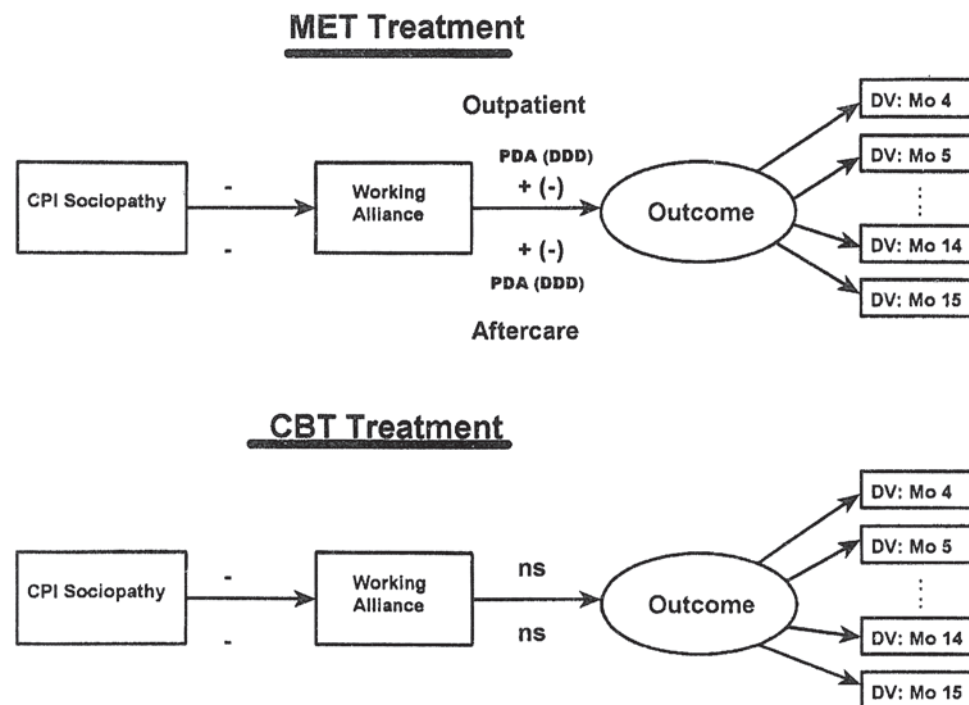 MET Treatment
Outpatient
DV: Mo 4
PDA (DDD)
DV: Mo 5
-
+ (-)
CPI Sociopathy
Working
Alliance
Outcome
⋮
-
+ (-)
DV: Mo 14
PDA (DDD)
DV: Mo 15
Aftercare
CBT Treatment
DV: Mo 4
DV: Mo 5
-
ns
CPI Sociopathy
Working
Alliance
Outcome
⋮
-
ns
DV: Mo 14
DV: Mo 15